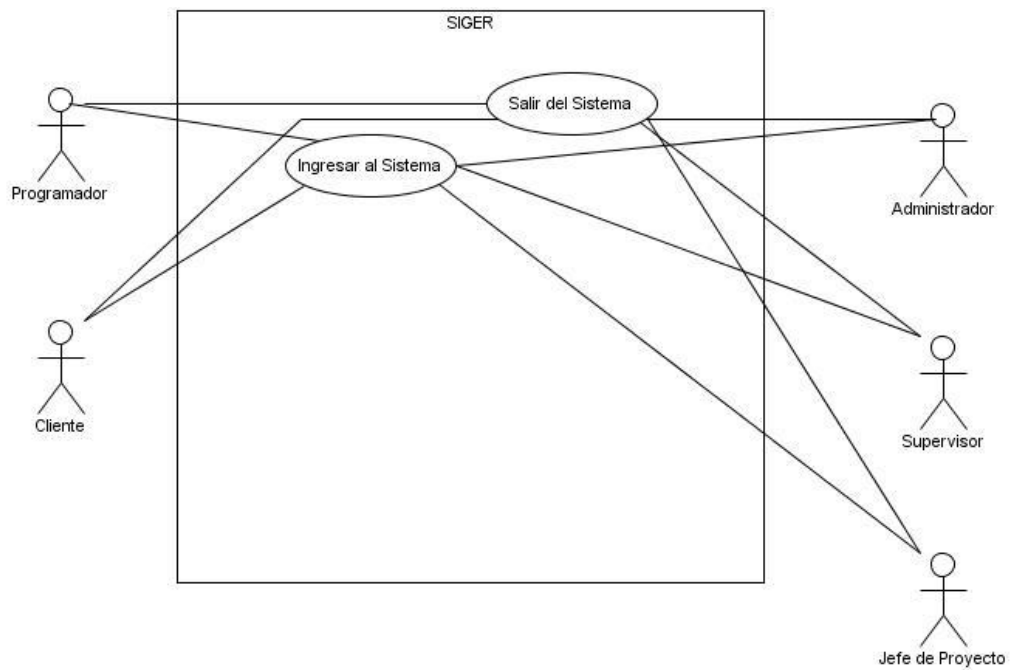 SIGER
Salir del Sistema
Ingresar al Sistema
Programador
Administrador
Cliente
Supervisor
Jefe de Proyecto